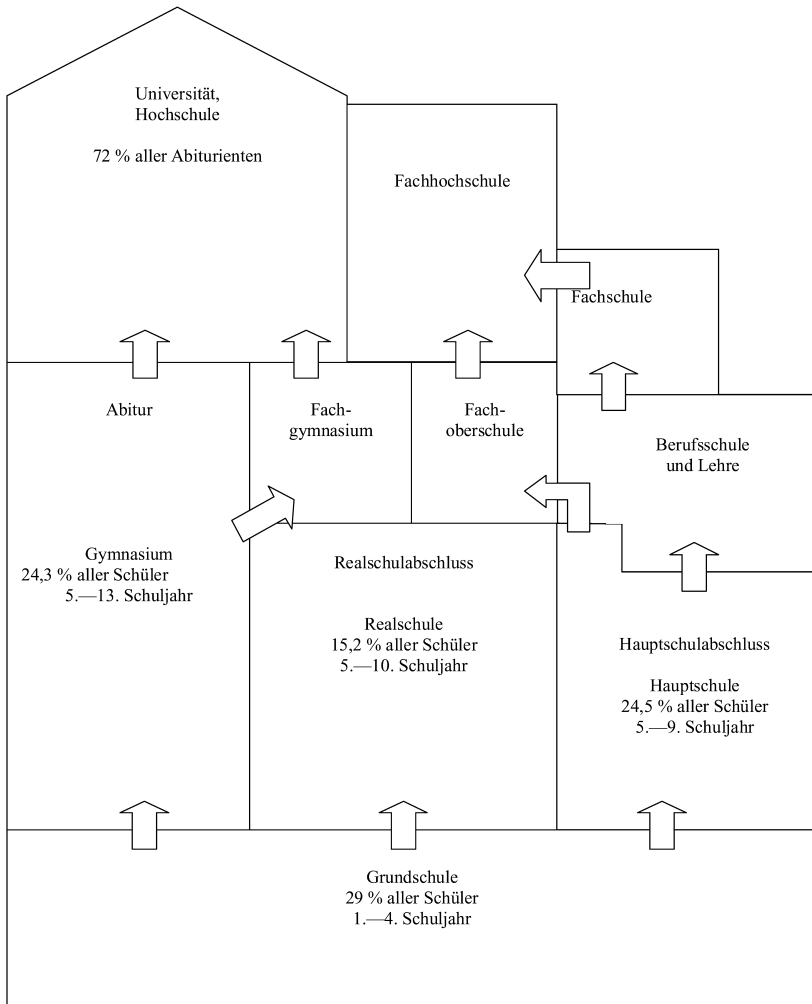 Universität,
Hochschule
72 % aller Abiturienten
Fachhochschule
Fachschule
Abitur
Fach-
gymnasium
Fach-
oberschule
Berufsschule
und Lehre
Gymnasium
24,3 % aller Schüler
5.—13. Schuljahr
Realschulabschluss
Realschule
15,2 % aller Schüler
5.—10. Schuljahr
Hauptschulabschluss
Hauptschule
24,5 % aller Schüler
5.—9. Schuljahr
Grundschule
29 % aller Schüler
1.—4. Schuljahr